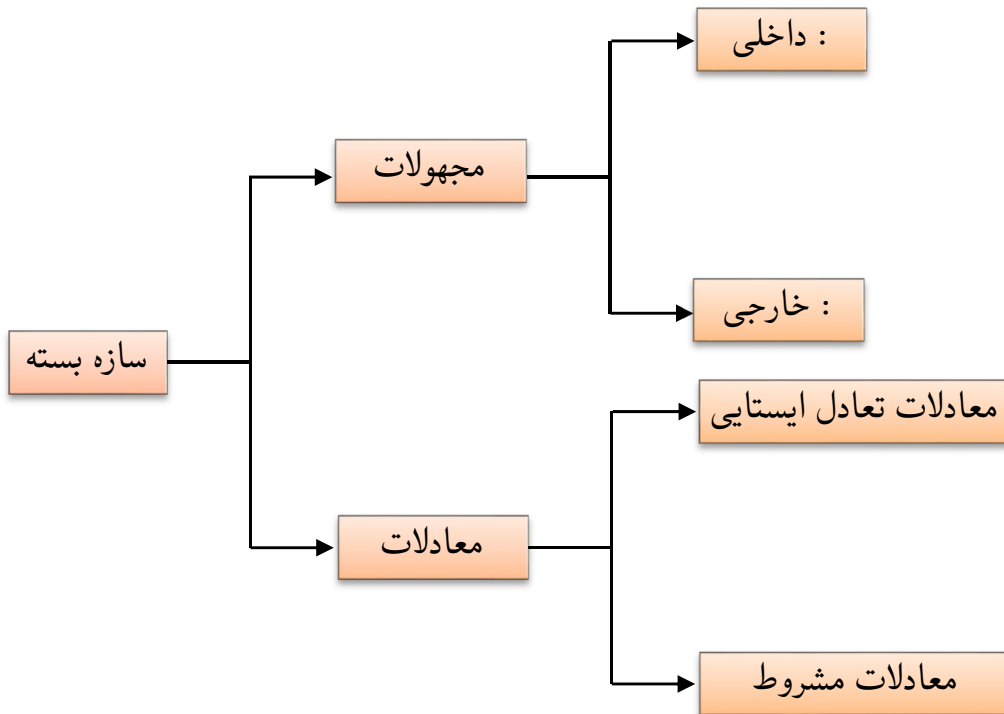 داخلی :
مجهولات
خارجی :
سازه بسته
معادلات تعادل ایستایی
معادلات
معادلات مشروط